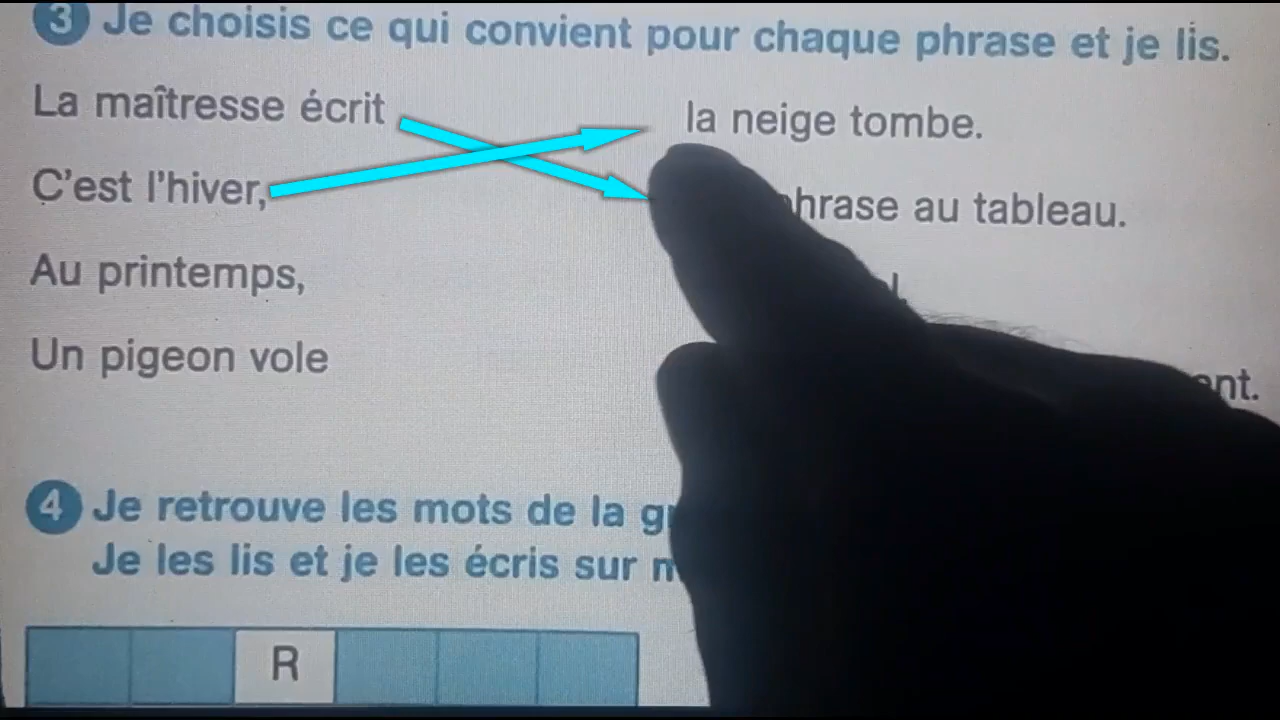 3 Je choisis ce qui convient pour chaque phrase et je lis.
La maîtresse écrit
la neige tombe.
C'est l'hiver,
phrase au tableau.
Au printemps,
Un pigeon vole
4 Je retrouve les mots de la
Je les lis et je les écris sur
R